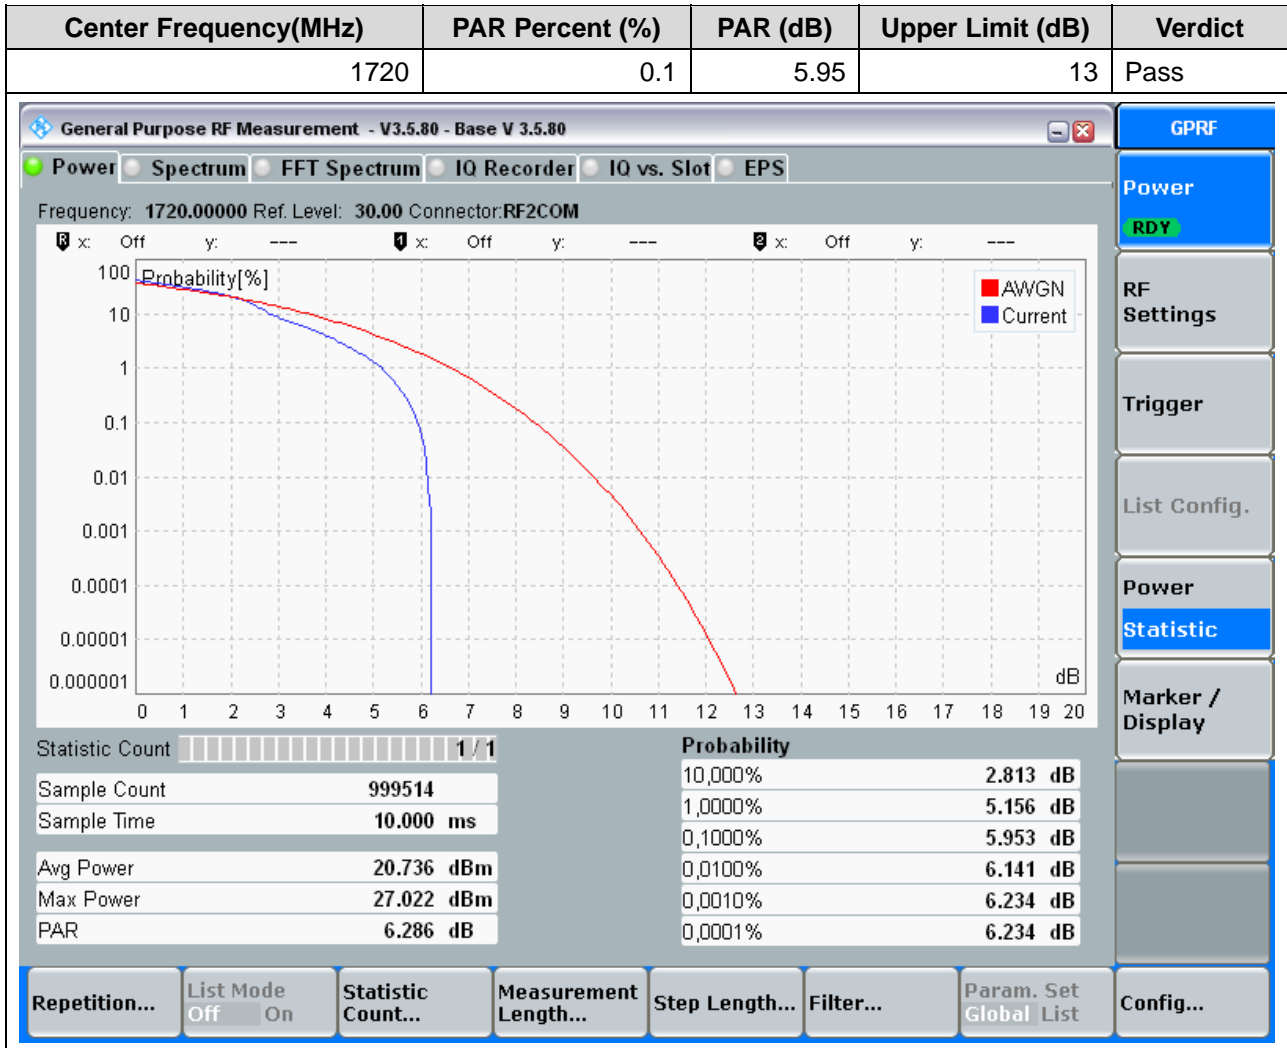 Center Frequency(MHz) PAR Percent (%) PAR (dB) Upper Limit (dB) Verdict
1720 0.1 5.95 13 Pass
General Purpose RF Measurement - V3.5.80 - Base V 3.5.80
GPRF
Power Spectrum FFT Spectrum IQ Recorder IQ vs. Slot EPS
Frequency: 1720.00000 Ref. Level: 30.00 Connector:RF2COM
R x: Off y: --- 1 x: Off y: --- 2 x: Off y: ---
Probability[%]
AWGN
Current
100
10
1
0.1
0.01
0.001
0.0001
0.00001
0.000001
dB
0 1 2 3 4 5 6 7 8 9 10 11 12 13 14 15 16 17 18 19 20
Statistic Count 1 / 1
Sample Count 999514
Sample Time 10.000 ms
Avg Power 20.736 dBm
Max Power 27.022 dBm
PAR 6.286 dB
Probability
10,000% 2.813 dB
1,0000% 5.156 dB
0,1000% 5.953 dB
0,0100% 6.141 dB
0,0010% 6.234 dB
0,0001% 6.234 dB
Power
RDY
RF
Settings
Trigger
List Config.
Power
Statistic
Marker /
Display
Repetition...
List Mode
Off On
Statistic
Count...
Measurement
Length...
Step Length...
Filter...
Param. Set
Global List
Config...